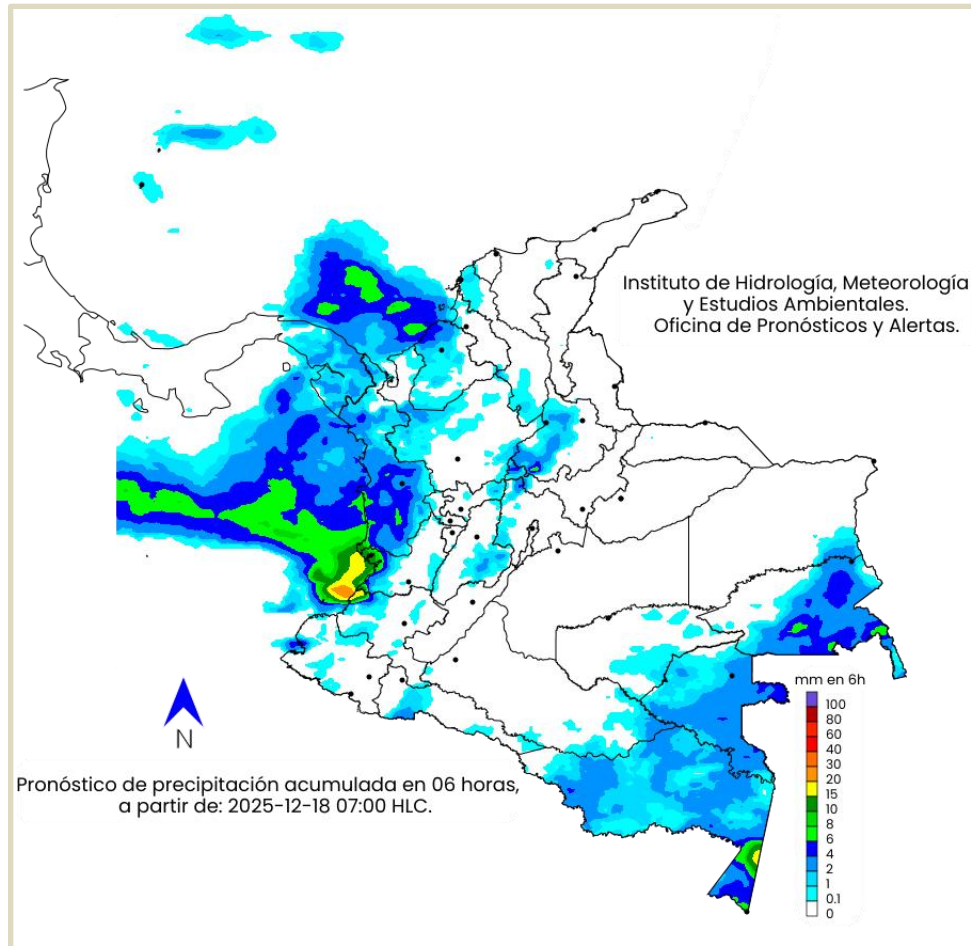 Instituto de Hidrología, Meteorología
y Estudios Ambientales.
Oficina de Pronósticos y Alertas.
mm en 6h
100
80
60
40
30
20
15
10
8
6
4
2
1
0.1
0
N
Pronóstico de precipitación acumulada en 06 horas,
a partir de: 2025-12-18 07:00 HLC.